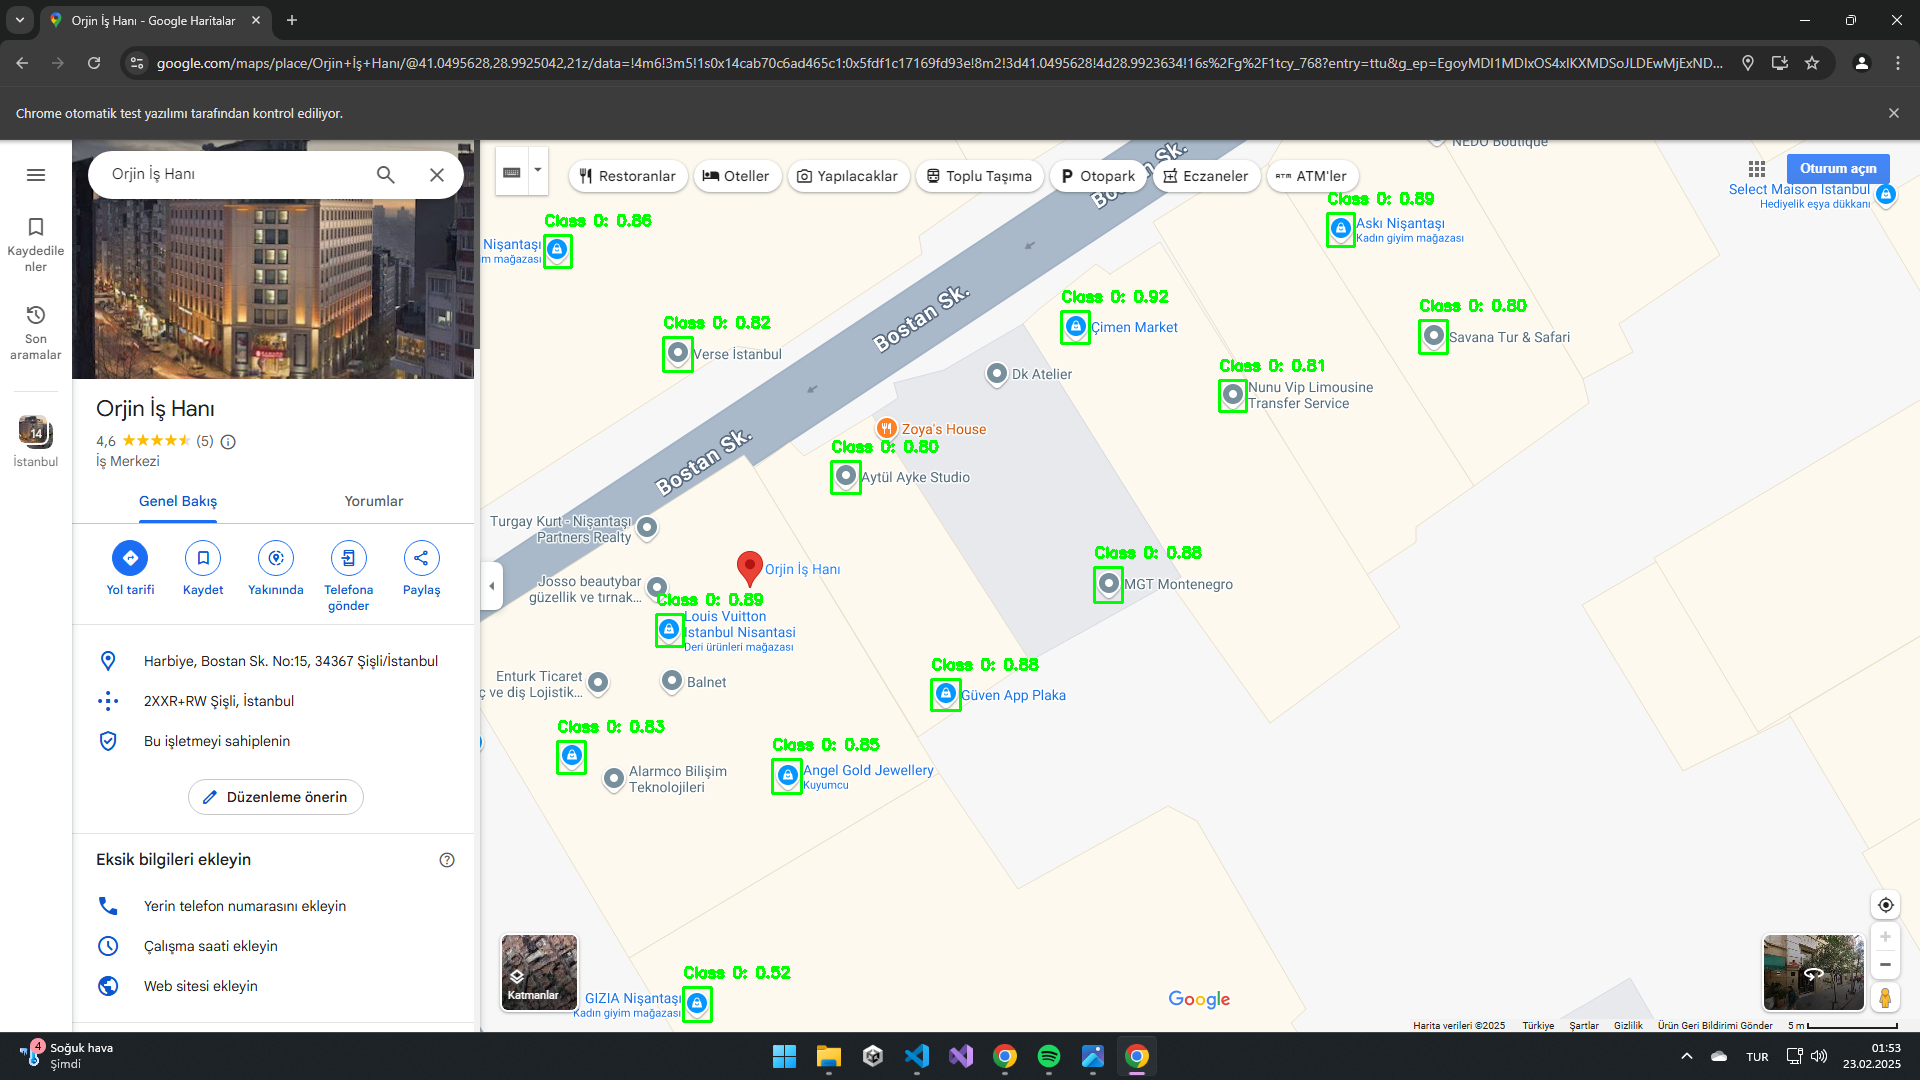 Orjin İş Hanı - Google Haritalar
google.com/maps/place/Orjin+İş+Hanı/@41.0495628,28.9925042,21z/data=!4m6!3m5!1s0x14cab70c6ad465c1:0x5fdf1c17169fd93e!8m2!3d41.0495628!4d28.9923634!16s%2Fg%2F1tcy_768?entry=ttu&g_ep=EgoyMDI1MDIxOS4xIKXMDSoJLDEwMjExND...
Chrome otomatik test yazılımı tarafından kontrol ediliyor.
Kaydedile
nler
Son
aramalar
14
İstanbul
Orjin İş Hanı
Orjin İş Hanı
4,6 (5)
İş Merkezi
Genel Bakış
Yorumlar
Yol tarifi
Kaydet
Yakınında
Telefona
gönder
Paylaş
Harbiye, Bostan Sk. No:15, 34367 Şişli/İstanbul
2XXR+RW Şişli, İstanbul
Bu işletmeyi sahiplenin
Düzenleme önerin
Eksik bilgileri ekleyin
Yerin telefon numarasını ekleyin
Çalışma saati ekleyin
Web sitesi ekleyin
Restoranlar
Oteller
Yapılacaklar
Toplu Taşıma
P Otopark
Eczaneler
ATM ATM'ler
Oturum açın
NEDO Boutique
Bostan Sk.
Select Maison Istanbul
Hediyelik eşya dükkanı
Class 0: 0.89
Askı Nişantaşı
Kadın giyim mağazası
Class 0: 0.86
Nişantaşı
im mağazası
Class 0: 0.92
Çimen Market
Class 0: 0.80
Savana Tur & Safari
Class 0: 0.82
Verse İstanbul
Bostan Sk.
Dk Atelier
Class 0: 0.81
Nunu Vip Limousine
Transfer Service
Zoya's House
Class 0: 0.80
Aytül Ayke Studio
Bostan Sk.
Turgay Kurt - Nişantaşı
Partners Realty
Orjin İş Hanı
Class 0: 0.88
MGT Montenegro
Josso beautybar
güzellik ve tırnak...
Class 0: 0.89
Louis Vuitton
Istanbul Nisantasi
Deri ürünleri mağazası
Enturk Ticaret
ç ve diş Lojistik...
Balnet
Class 0: 0.88
Güven App Plaka
Class 0: 0.83
Alarmco Bilişim
Teknolojileri
Class 0: 0.85
Angel Gold Jewellery
Kuyumcu
Class 0: 0.52
GIZIA Nişantaşı
Kadın giyim mağazası
Katmanlar
Google
Harita verileri ©2025
Türkiye
Şartlar
Gizlilik
Ürün Geri Bildirimi Gönder
5 m
4
Soğuk hava
Şimdi
TUR
01:53
23.02.2025